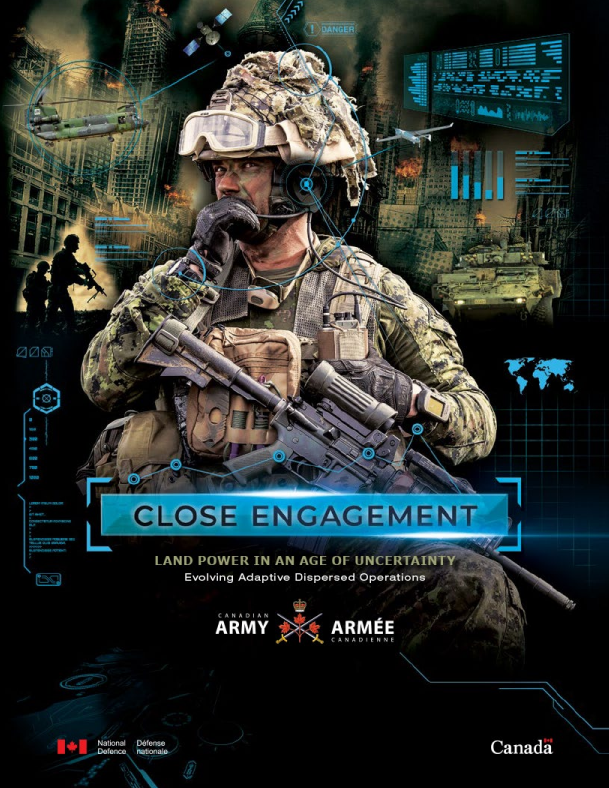 DANGER
CLOSE ENGAGEMENT
LAND POWER IN AN AGE OF UNCERTAINTY
Evolving Adaptive Dispersed Operations
CANADIAN
ARMY
ARMÉE
CANADIENNE
National
Defence
Défense
nationale
Canada